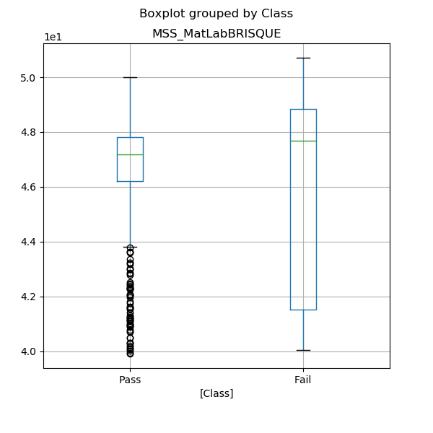 Boxplot grouped by Class
MSS_MatLabBRISQUE
1e1
5.0
4.8
4.6
4.4
4.2
4.0
Pass Fail
[Class]